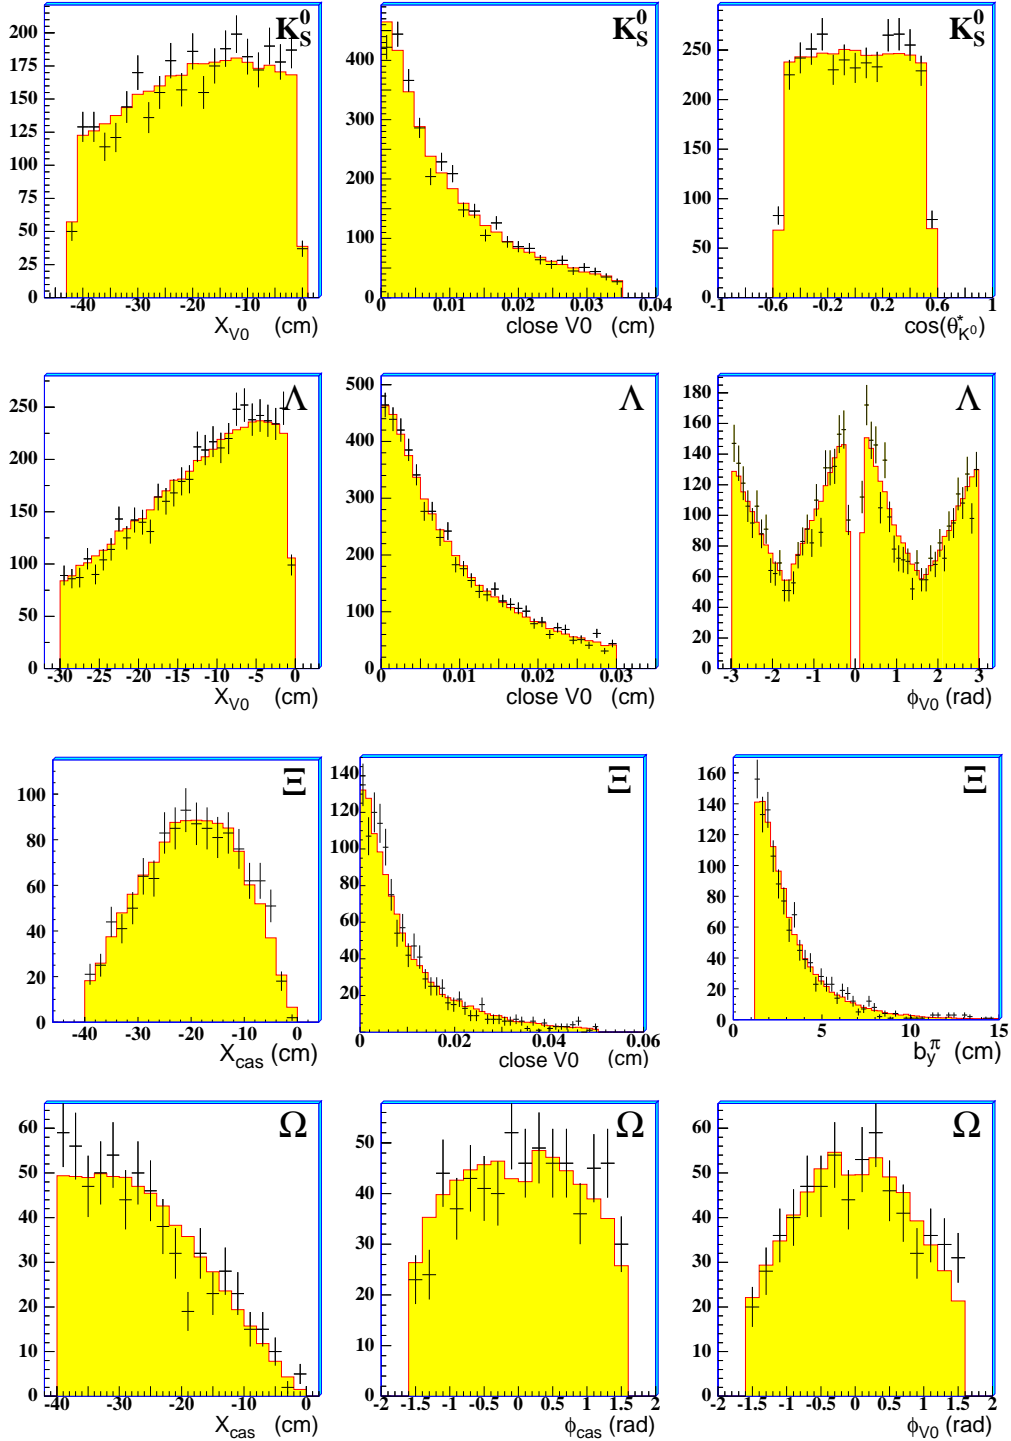 K⁰S K⁰S K⁰S
200 175 150 125 100 75 50 25 0
-40 -30 -20 -10 0
X_V0 (cm)
400 300 200 100 0
0 0.01 0.02 0.03 0.04
close V0 (cm)
250 200 150 100 50 0
-1 -0.6 -0.2 0.2 0.6 1
cos(θ*_K⁰)
Λ Λ Λ
250 200 150 100 50 0
-30 -25 -20 -15 -10 -5 0
X_V0 (cm)
500 400 300 200 100 0
0 0.01 0.02 0.03
close V0 (cm)
180 160 140 120 100 80 60 40 20 0
-3 -2 -1 0 1 2 3
ϕ_V0 (rad)
Ξ Ξ Ξ
100 80 60 40 20 0
-40 -30 -20 -10 0
X_cas (cm)
140 120 100 80 60 40 20
0 0.02 0.04 0.06
close V0 (cm)
160 140 120 100 80 60 40 20 0
0 5 10 15
b_y^π (cm)
Ω Ω Ω
60 50 40 30 20 10 0
-40 -30 -20 -10 0
X_cas (cm)
50 40 30 20 10 0
-2 -1.5 -1 -0.5 0 0.5 1 1.5 2
ϕ_cas (rad)
60 50 40 30 20 10 0
-2 -1.5 -1 -0.5 0 0.5 1 1.5 2
ϕ_V0 (rad)